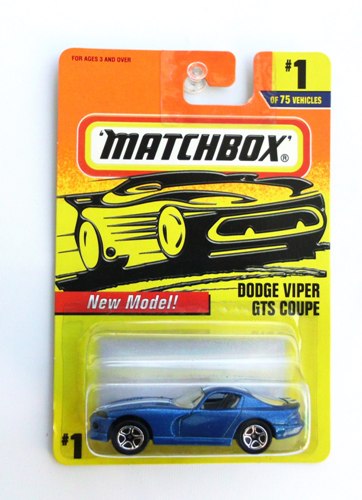 FOR AGES 3 AND OVER
#1
OF 75 VEHICLES
MATCHBOX®
New Model!
DODGE VIPER
GTS COUPE
#1